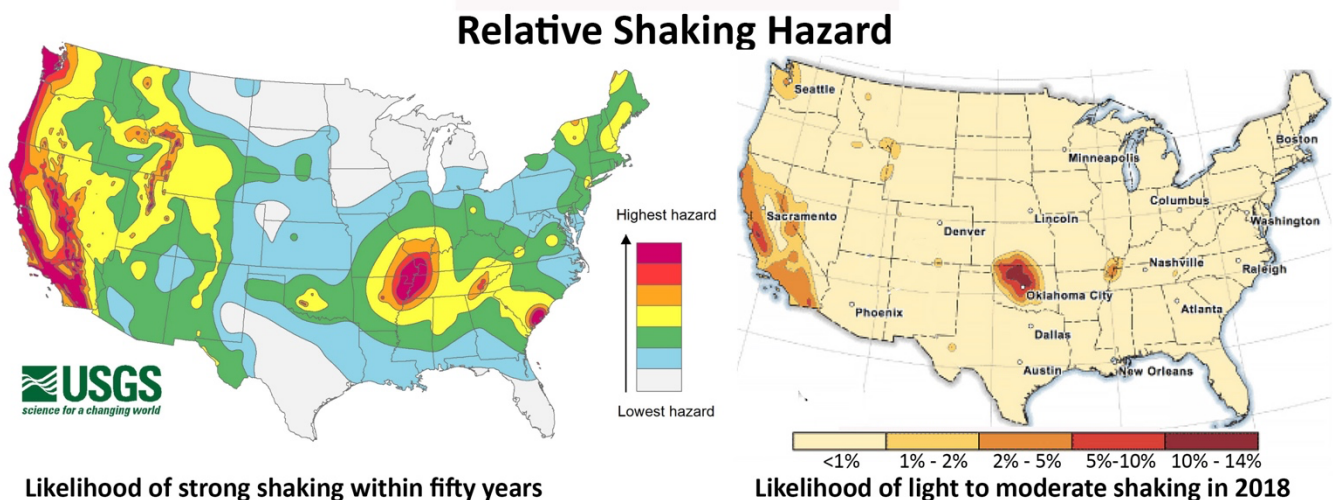 Relative Shaking Hazard
Highest hazard
Lowest hazard
USGS
science for a changing world
Likelihood of strong shaking within fifty years
Seattle
Minneapolis
Boston
Sacramento
Denver
Lincoln
Columbus
Washington
Phoenix
Oklahoma City
Nashville
Raleigh
Dallas
Atlanta
Austin
New Orleans
<1%
1% - 2%
2% - 5%
5%-10%
10% - 14%
Likelihood of light to moderate shaking in 2018